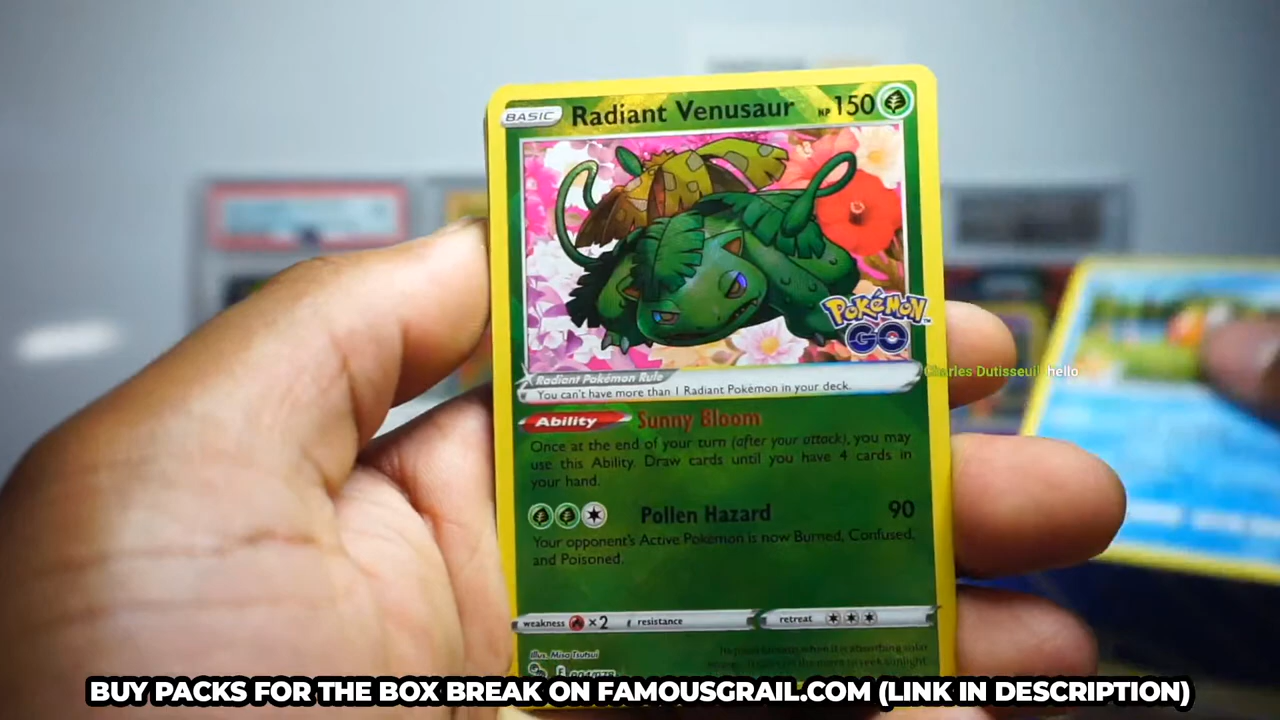 BASIC Radiant Venusaur HP 150
POKÉMON
GO
Radiant Pokémon Rule
You can't have more than 1 Radiant Pokémon in your deck.
Charles Dutisseuil hello
Ability Sunny Bloom
Once at the end of your turn (after your attack), you may
use this Ability. Draw cards until you have 4 cards in
your hand.
Pollen Hazard 90
Your opponent's Active Pokémon is now Burned, Confused,
and Poisoned.
weakness ×2 resistance retreat
Illus. Misa Tsutsui
004/078
BUY PACKS FOR THE BOX BREAK ON FAMOUSGRAIL.COM (LINK IN DESCRIPTION)